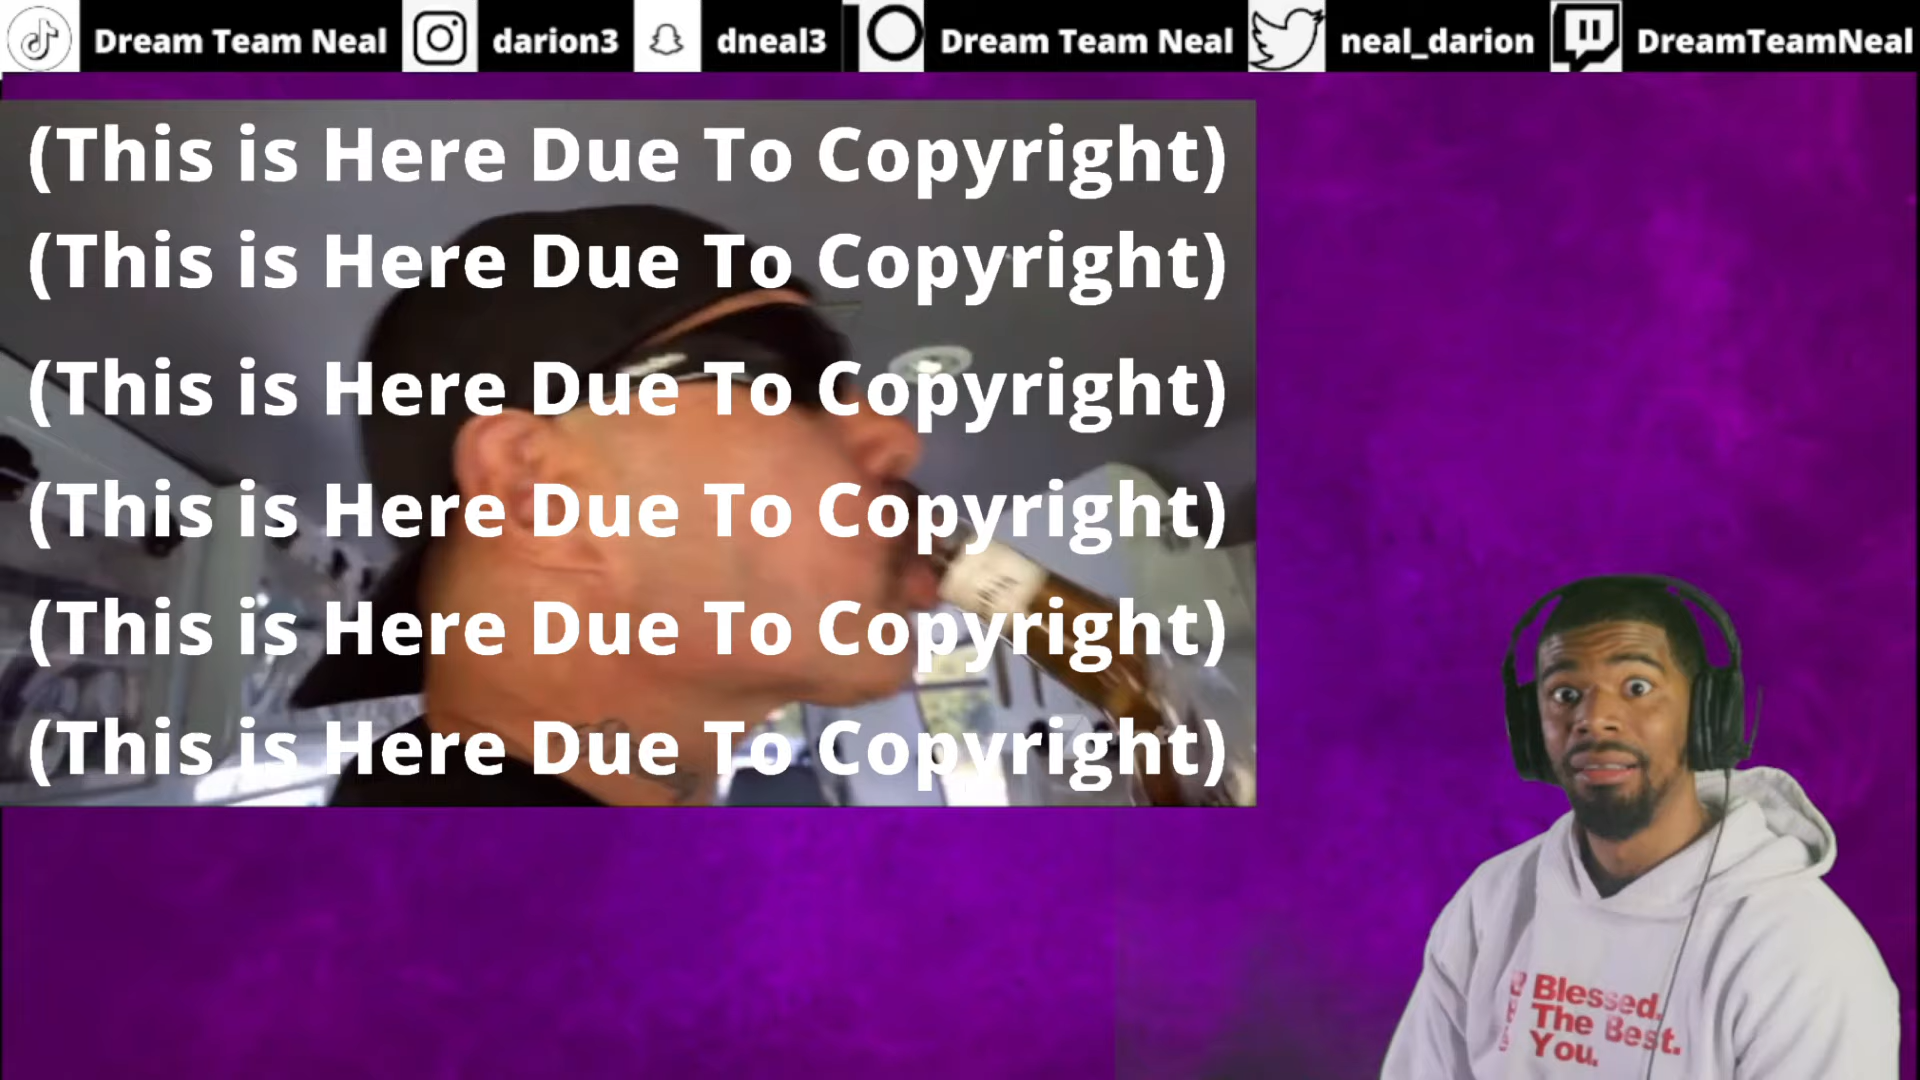 Dream Team Neal darion3 dneal3 Dream Team Neal neal_darion DreamTeamNeal
(This is Here Due To Copyright)
(This is Here Due To Copyright)
(This is Here Due To Copyright)
(This is Here Due To Copyright)
(This is Here Due To Copyright)
(This is Here Due To Copyright)
Blessed.
The Best.
You.